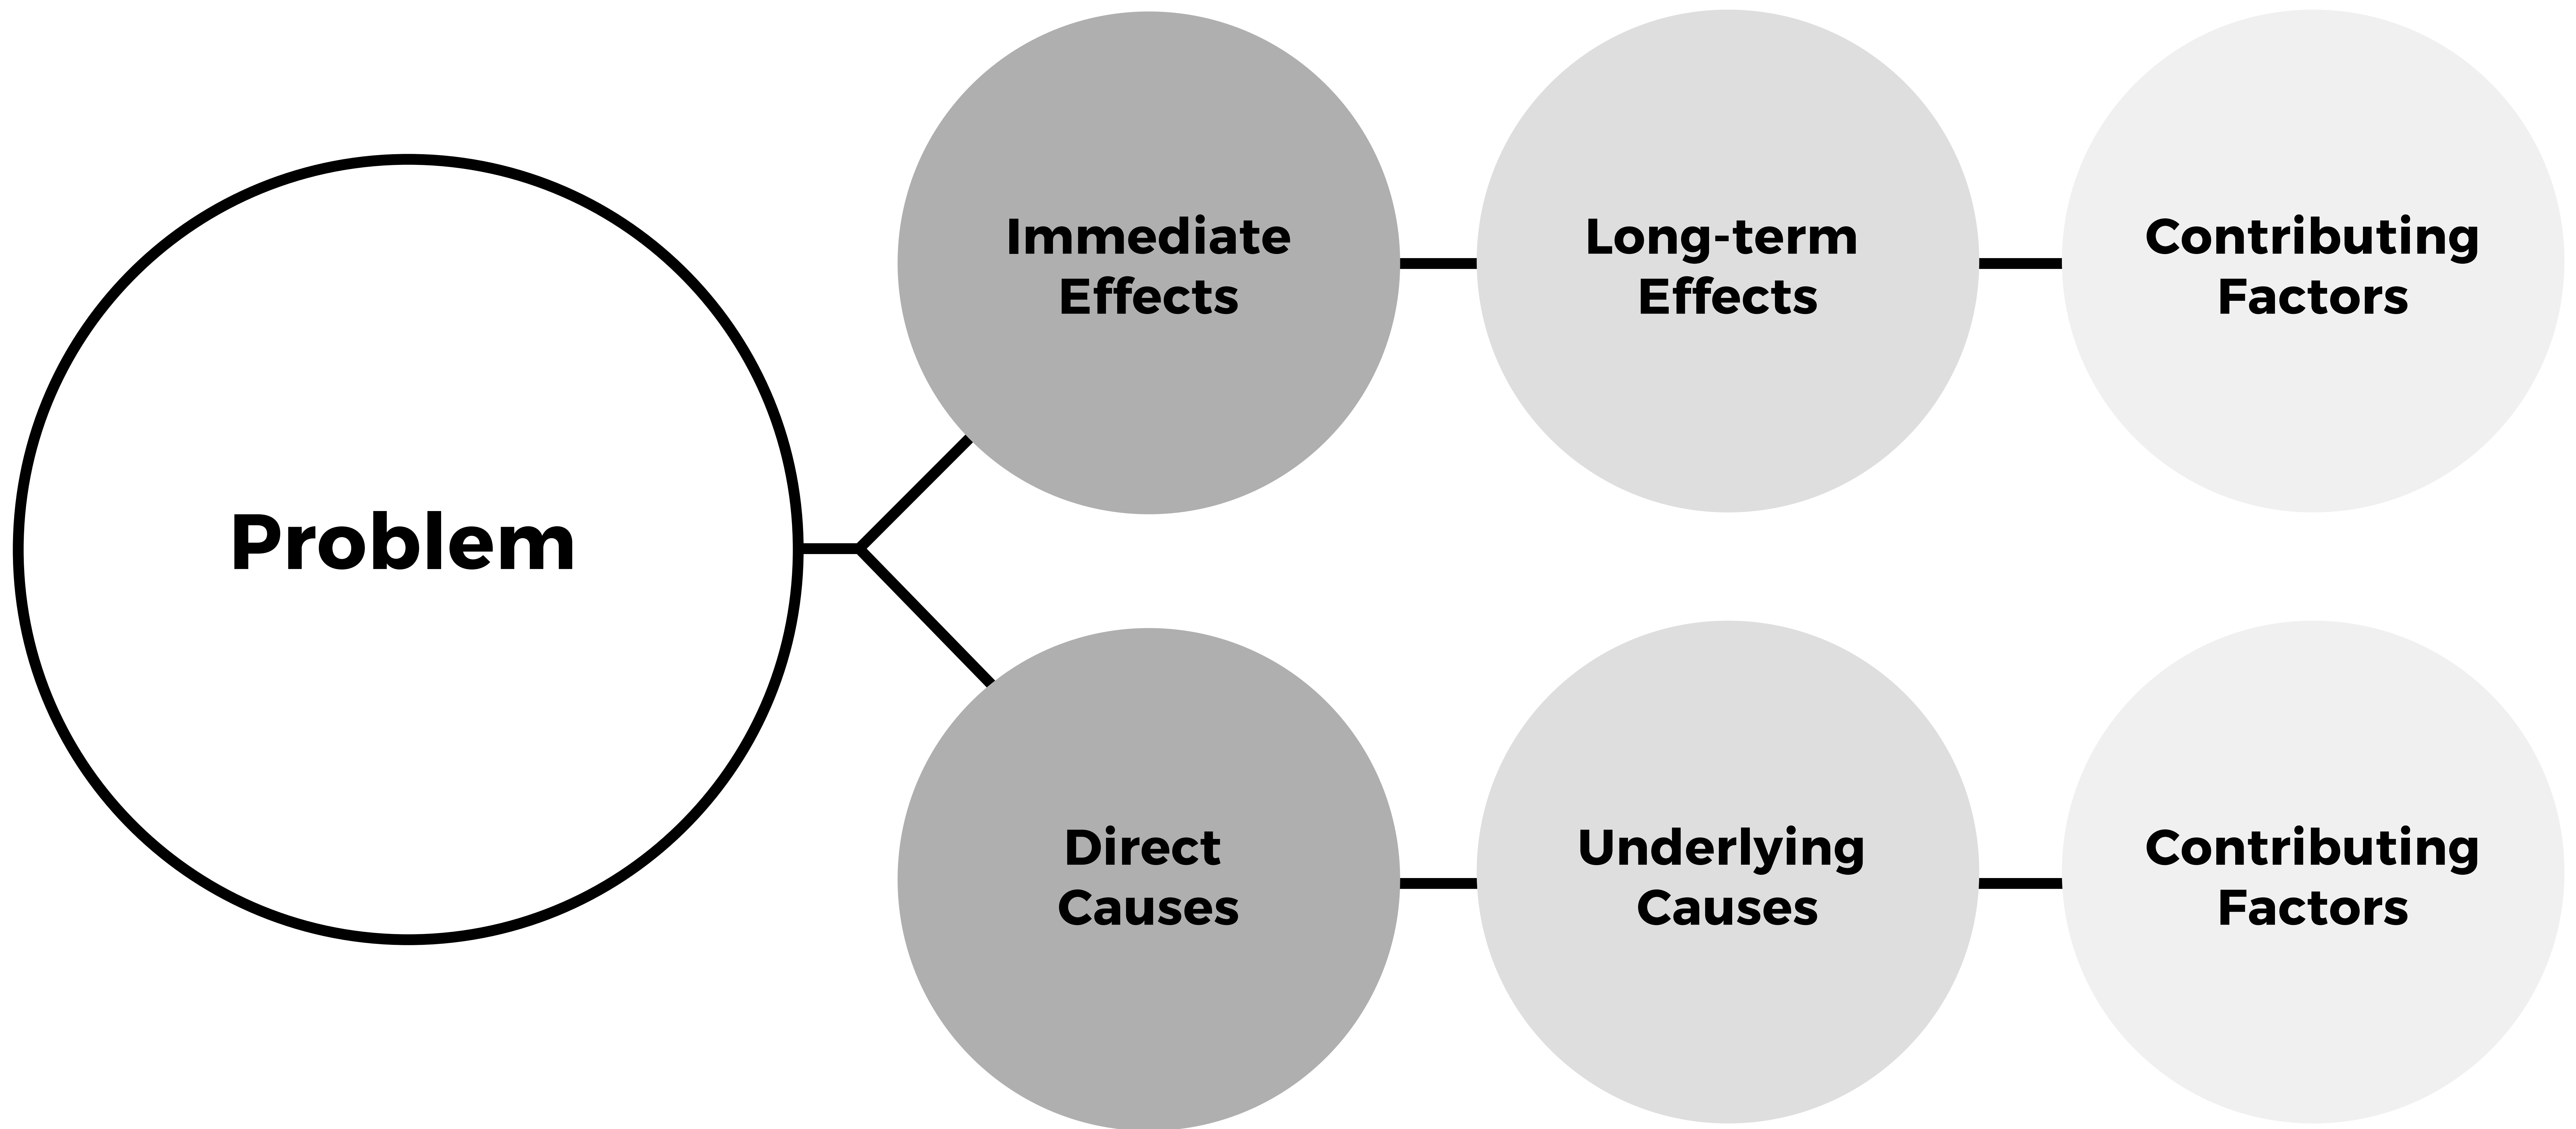 Problem
Immediate
Effects
Long-term
Effects
Contributing
Factors
Direct
Causes
Underlying
Causes
Contributing
Factors